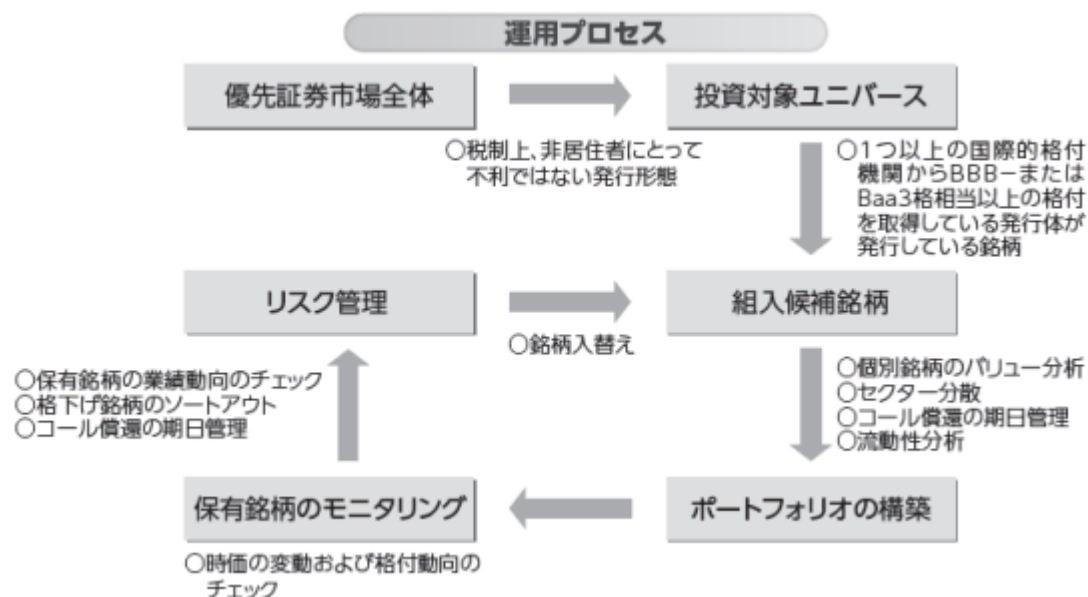 運用プロセス
優先証券市場全体
投資対象ユニバース
○税制上、非居住者にとって
不利ではない発行形態
○1つ以上の国際的格付
機関からBBB−または
Baa3格相当以上の格付
を取得している発行体が
発行している銘柄
リスク管理
組入候補銘柄
○銘柄入替え
○保有銘柄の業績動向のチェック
○格下げ銘柄のソートアウト
○コール償還の期日管理
○個別銘柄のバリュー分析
○セクター分散
○コール償還の期日管理
○流動性分析
保有銘柄のモニタリング
ポートフォリオの構築
○時価の変動および格付動向の
チェック